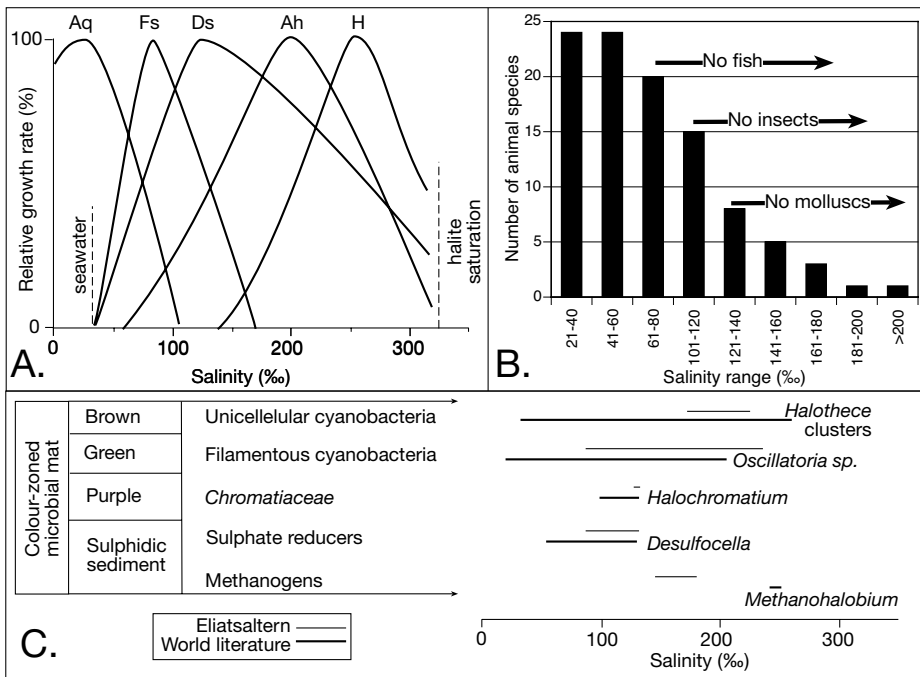 Aq Fs Ds Ah H
100
0
Relative growth rate (%)
seawater
halite
saturation
0 100 200 300
Salinity (‰)
A.
25
20
15
10
5
0
Number of animal species
No fish
No insects
No molluscs
21-40 41-60 61-80 101-120 121-140 141-160 161-180 181-200 >200
Salinity range (‰)
B.
Colour-zoned
microbial mat
Brown
Green
Purple
Sulphidic
sediment
Unicellelular cyanobacteria
Filamentous cyanobacteria
Chromatiaceae
Sulphate reducers
Methanogens
Halothece
clusters
Oscillatoria sp.
Halochromatium
Desulfocella
Methanohalobium
C.
Eliatsaltern
World literature
0 100 200 300
Salinity (‰)